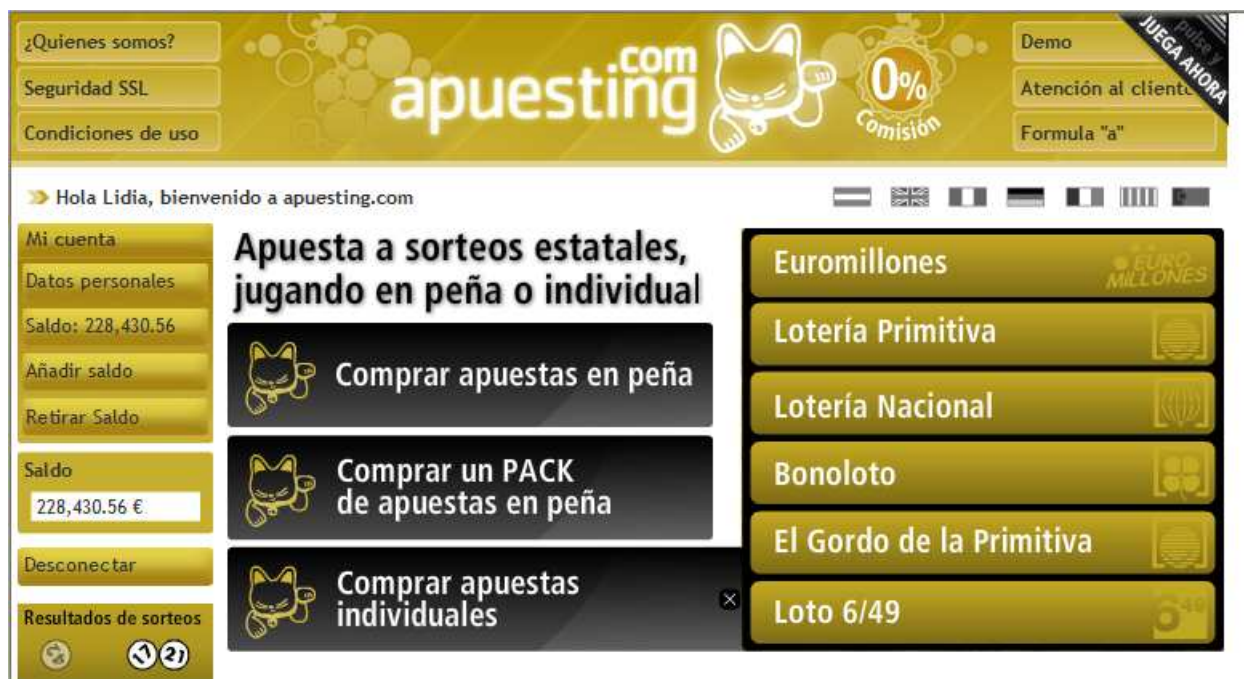 ¿Quienes somos?
Seguridad SSL
Condiciones de uso
apuesting
.com
0%
Comisión
Demo
Atención al cliente
Formula "a"
pulse y
JUEGA AHORA
Hola Lidia, bienvenido a apuesting.com
Mi cuenta
Datos personales
Saldo: 228,430.56
Añadir saldo
Retirar Saldo
Saldo
228,430.56 €
Desconectar
Resultados de sorteos
21
Apuesta a sorteos estatales,
jugando en peña o individual
Comprar apuestas en peña
Comprar un PACK
de apuestas en peña
Comprar apuestas
individuales
Euromillones
EURO
MILLONES
Lotería Primitiva
Lotería Nacional
Bonoloto
El Gordo de la Primitiva
Loto 6/49
6 49